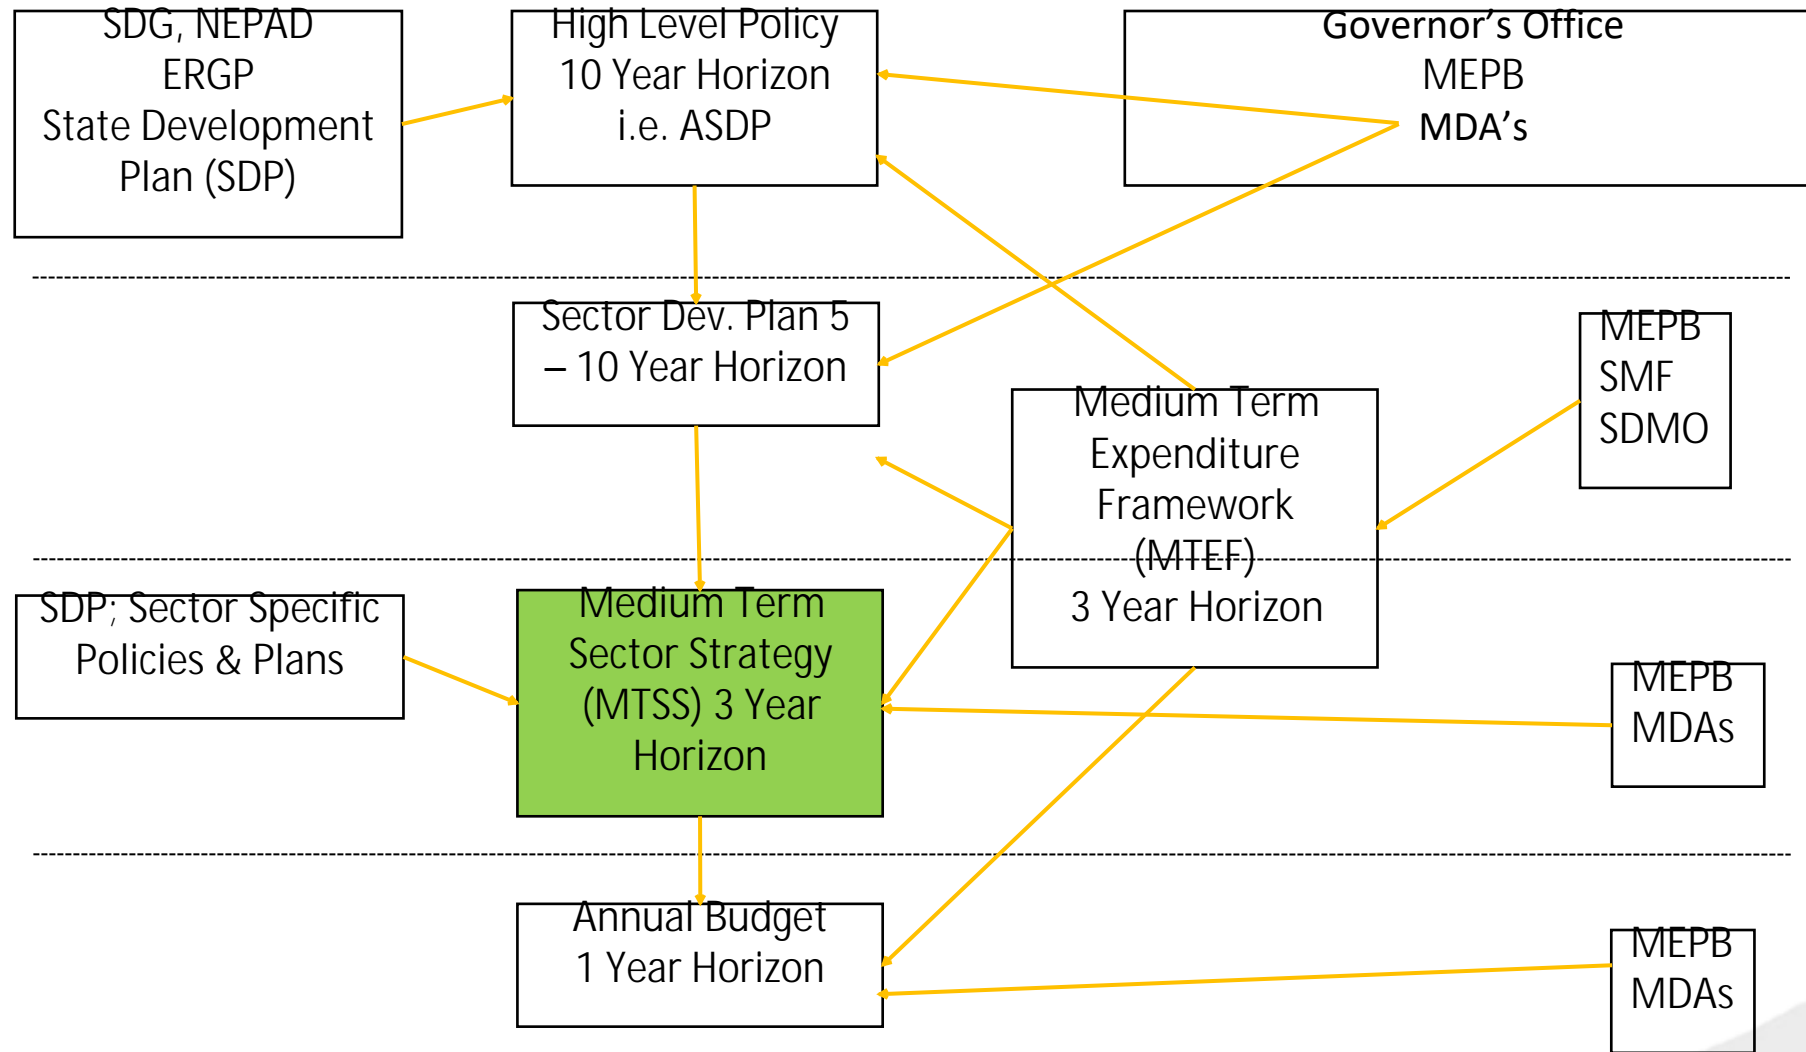 SDG, NEPAD
ERGP
State Development
Plan (SDP)
High Level Policy
10 Year Horizon
i.e. ASDP
Governor’s Office
MEPB
MDA’s
Sector Dev. Plan 5
– 10 Year Horizon
Medium Term
Expenditure
Framework
(MTEF)
3 Year Horizon
MEPB
SMF
SDMO
SDP; Sector Specific
Policies & Plans
Medium Term
Sector Strategy
(MTSS) 3 Year
Horizon
MEPB
MDAs
Annual Budget
1 Year Horizon
MEPB
MDAs